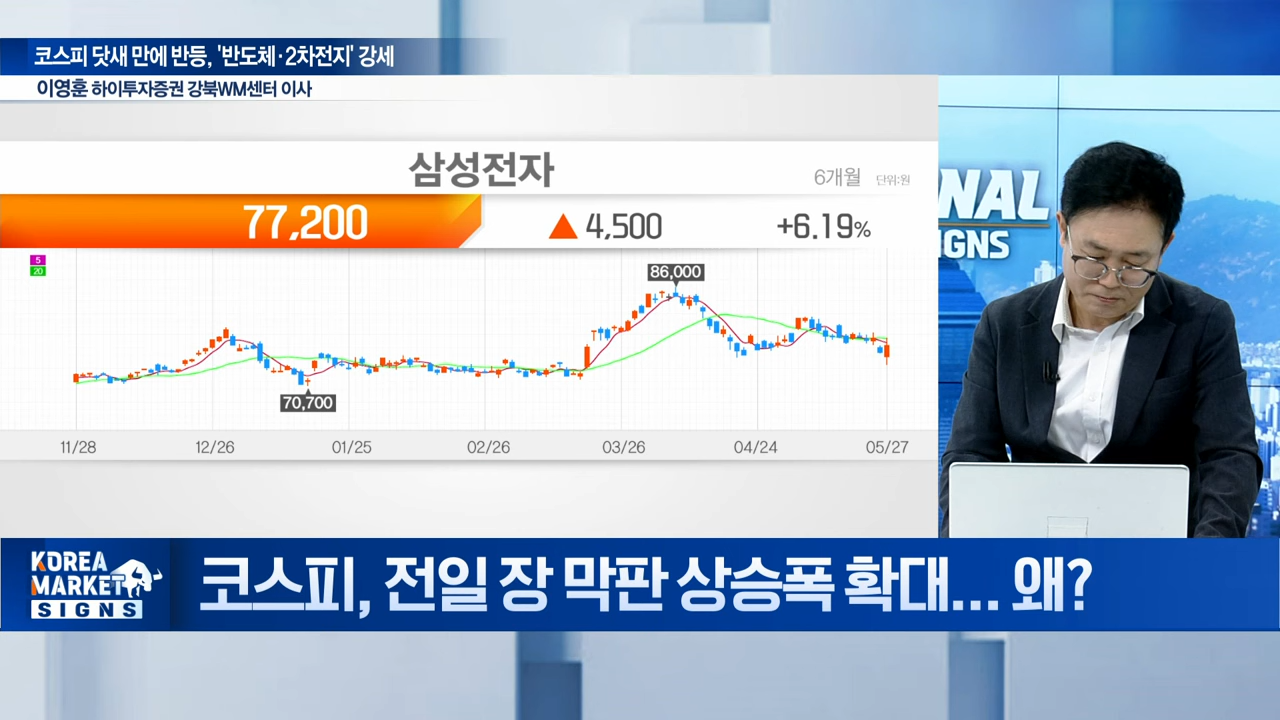 코스피 닷새 만에 반등, '반도체·2차전지' 강세
이영훈 하이투자증권 강북WM센터 이사
삼성전자
6개월 단위:원
77,200 ▲ 4,500 +6.19%
5
20
86,000
70,700
11/28 12/26 01/25 02/26 03/26 04/24 05/27
NAL
IGNS
KOREA
MARKET
SIGNS
코스피, 전일 장 막판 상승폭 확대... 왜?